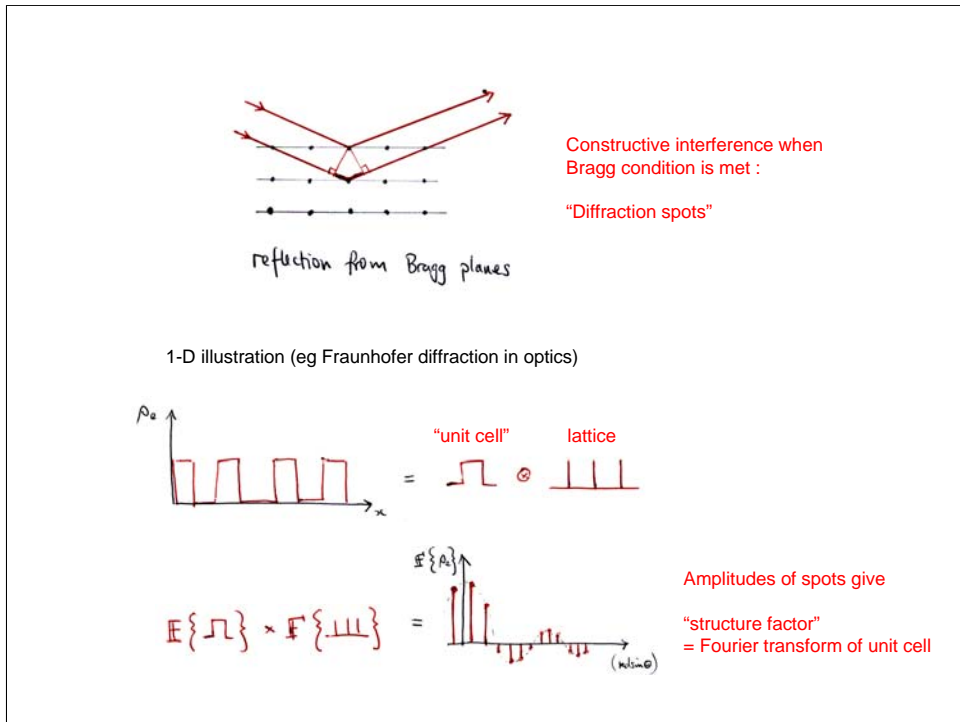 Constructive interference when
Bragg condition is met :
“Diffraction spots”
reflection from Bragg planes
1-D illustration (eg Fraunhofer diffraction in optics)
ρe
x
=
“unit cell”
⊗
lattice
F{ } × F{ }
=
F{ρe}
Amplitudes of spots give
“structure factor”
= Fourier transform of unit cell